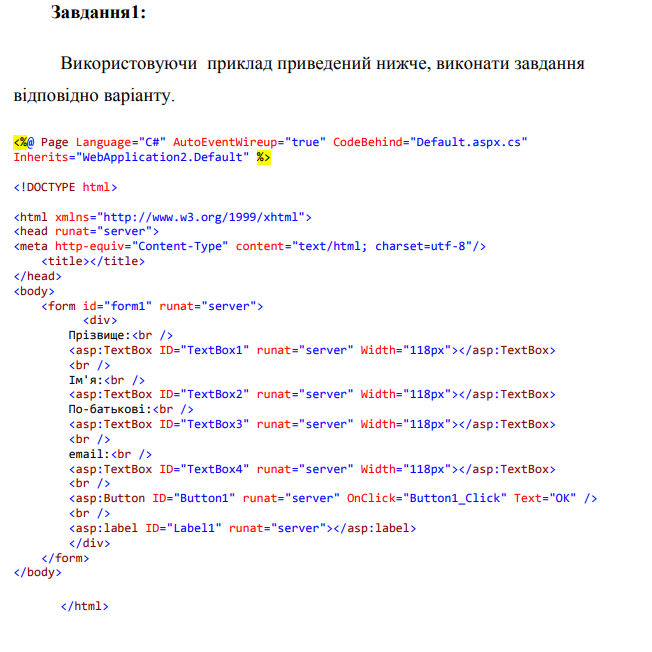 Завдання1:
Використовуючи приклад приведений нижче, виконати завдання
відповідно варіанту.
<%@ Page Language="C#" AutoEventWireup="true" CodeBehind="Default.aspx.cs"
Inherits="WebApplication2.Default" %>
<!DOCTYPE html>
<html xmlns="http://www.w3.org/1999/xhtml">
<head runat="server">
<meta http-equiv="Content-Type" content="text/html; charset=utf-8"/>
<title></title>
</head>
<body>
<form id="form1" runat="server">
<div>
Прізвище:<br />
<asp:TextBox ID="TextBox1" runat="server" Width="118px"></asp:TextBox>
<br />
Ім'я:<br />
<asp:TextBox ID="TextBox2" runat="server" Width="118px"></asp:TextBox>
По-батькові:<br />
<asp:TextBox ID="TextBox3" runat="server" Width="118px"></asp:TextBox>
<br />
email:<br />
<asp:TextBox ID="TextBox4" runat="server" Width="118px"></asp:TextBox>
<br />
<asp:Button ID="Button1" runat="server" OnClick="Button1_Click" Text="OK" />
<br />
<asp:label ID="Label1" runat="server"></asp:label>
</div>
</form>
</body>
</html>